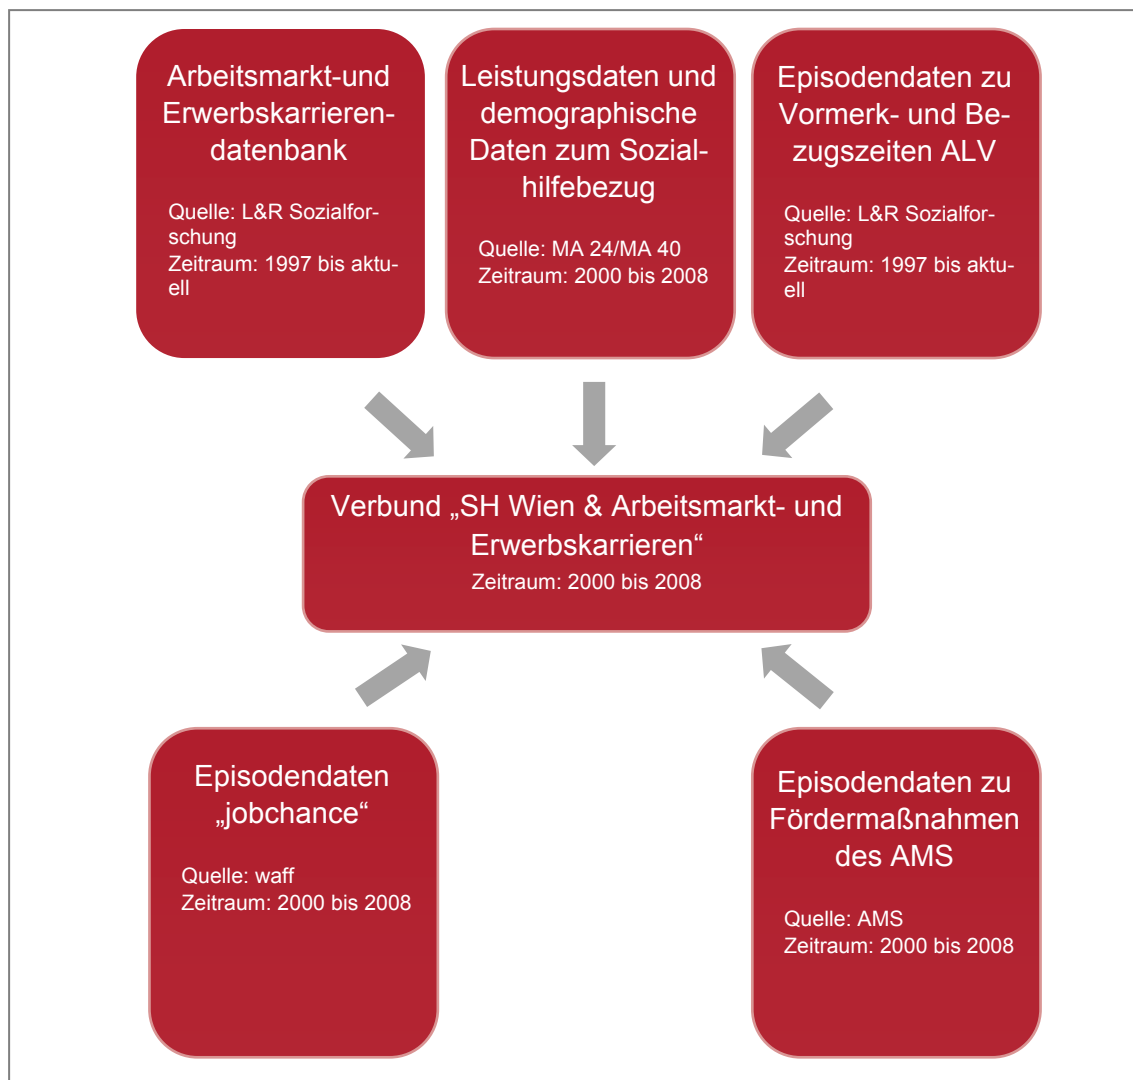 Arbeitsmarkt-und
Erwerbskarrieren-
datenbank
Quelle: L&R Sozialfor-
schung
Zeitraum: 1997 bis aktu-
ell
Leistungsdaten und
demographische
Daten zum Sozial-
hilfebezug
Quelle: MA 24/MA 40
Zeitraum: 2000 bis 2008
Episodendaten zu
Vormerk- und Be-
zugszeiten ALV
Quelle: L&R Sozialfor-
schung
Zeitraum: 1997 bis aktu-
ell
Verbund „SH Wien & Arbeitsmarkt- und
Erwerbskarrieren“
Zeitraum: 2000 bis 2008
Episodendaten
„jobchance“
Quelle: waff
Zeitraum: 2000 bis 2008
Episodendaten zu
Fördermaßnahmen
des AMS
Quelle: AMS
Zeitraum: 2000 bis 2008